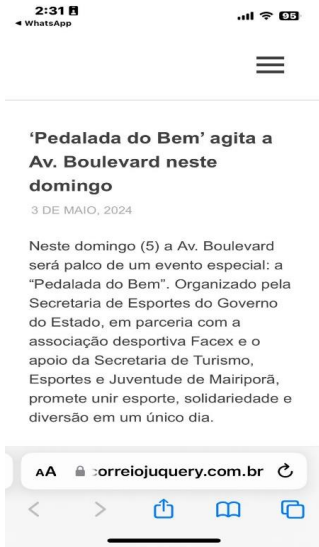 2:31
95
◀ WhatsApp
‘Pedalada do Bem’ agita a
Av. Boulevard neste
domingo
3 DE MAIO, 2024
Neste domingo (5) a Av. Boulevard
será palco de um evento especial: a
“Pedalada do Bem”. Organizado pela
Secretaria de Esportes do Governo
do Estado, em parceria com a
associação desportiva Facex e o
apoio da Secretaria de Turismo,
Esportes e Juventude de Mairiporã,
promete unir esporte, solidariedade e
diversão em um único dia.
AA orreiojuquery.com.br